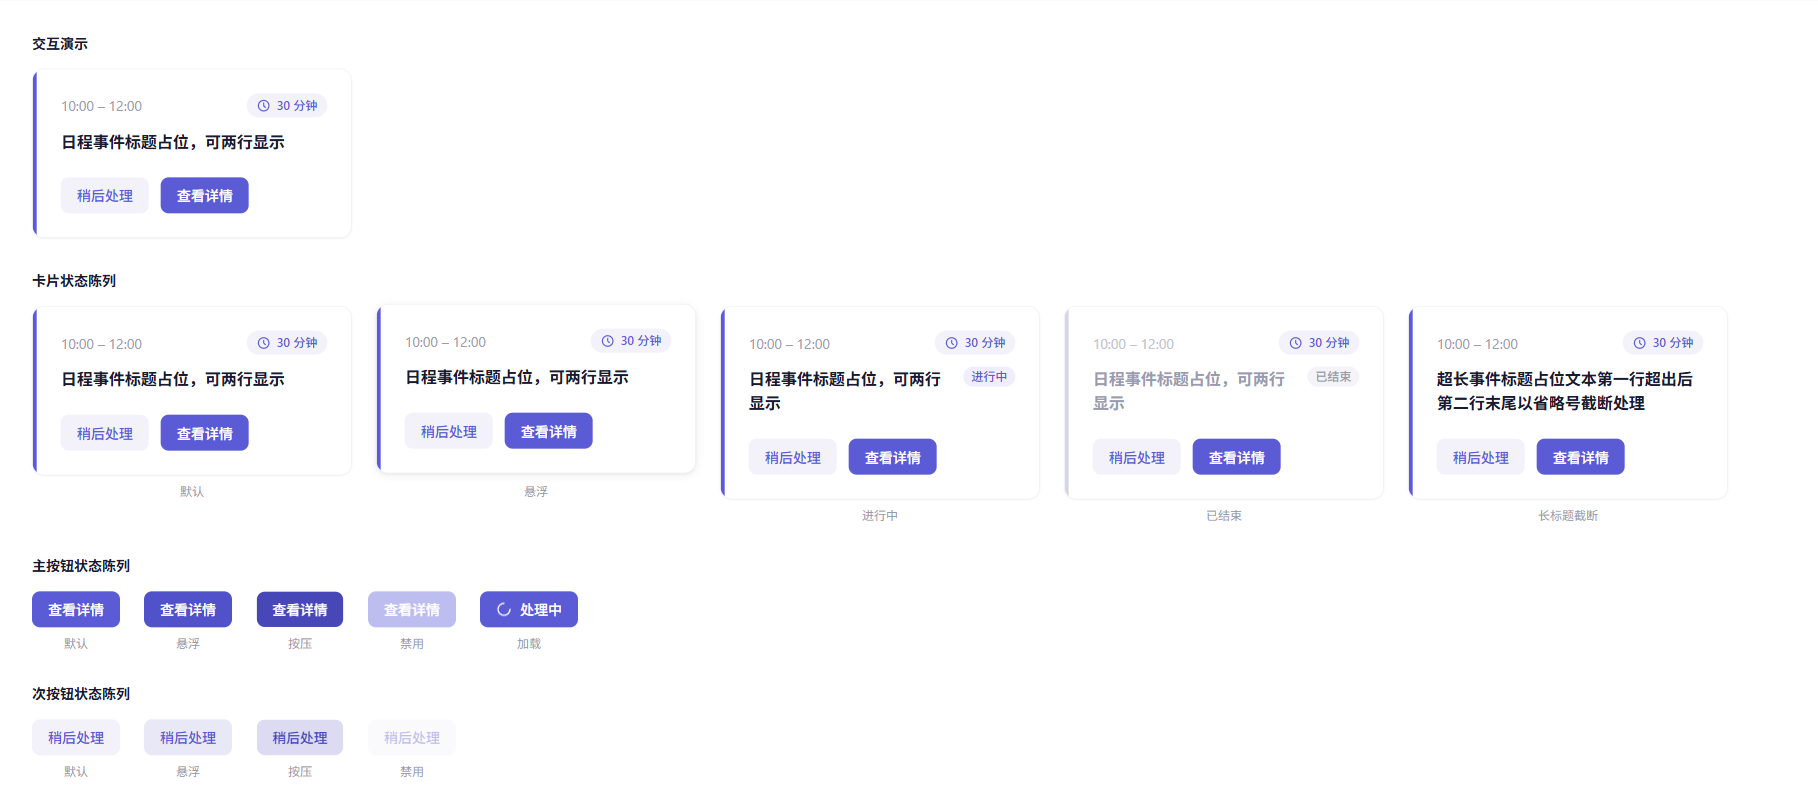 交互演示
10:00 – 12:00
30 分钟
日程事件标题占位，可两行显示
稍后处理
查看详情
卡片状态阵列
10:00 – 12:00
30 分钟
日程事件标题占位，可两行显示
稍后处理
查看详情
默认
10:00 – 12:00
30 分钟
日程事件标题占位，可两行显示
稍后处理
查看详情
悬浮
10:00 – 12:00
30 分钟
日程事件标题占位，可两行
显示
进行中
稍后处理
查看详情
进行中
10:00 – 12:00
30 分钟
日程事件标题占位，可两行
显示
已结束
稍后处理
查看详情
已结束
10:00 – 12:00
30 分钟
超长事件标题占位文本第一行超出后
第二行末尾以省略号截断处理
稍后处理
查看详情
长标题截断
主按钮状态阵列
查看详情
默认
查看详情
悬浮
查看详情
按压
查看详情
禁用
处理中
加载
次按钮状态阵列
稍后处理
默认
稍后处理
悬浮
稍后处理
按压
稍后处理
禁用